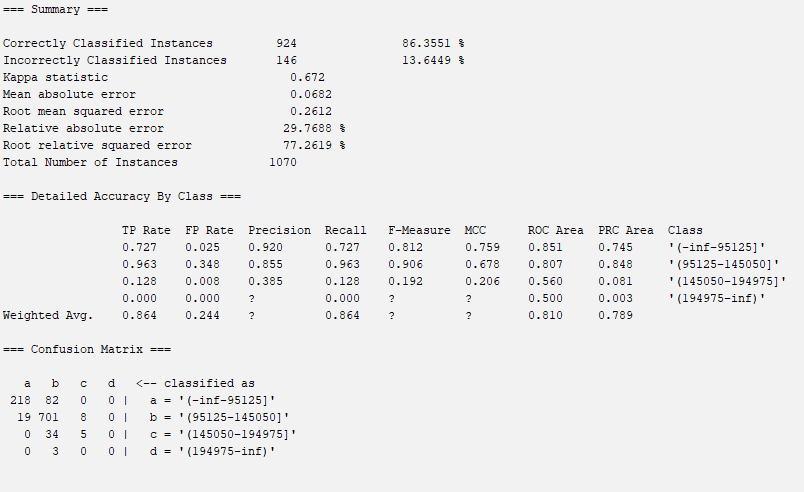 === Summary ===
Correctly Classified Instances 924 86.3551 %
Incorrectly Classified Instances 146 13.6449 %
Kappa statistic 0.672
Mean absolute error 0.0682
Root mean squared error 0.2612
Relative absolute error 29.7688 %
Root relative squared error 77.2619 %
Total Number of Instances 1070
=== Detailed Accuracy By Class ===
TP Rate FP Rate Precision Recall F-Measure MCC ROC Area PRC Area Class
0.727 0.025 0.920 0.727 0.812 0.759 0.851 0.745 '(-inf-95125]'
0.963 0.348 0.855 0.963 0.906 0.678 0.807 0.848 '(95125-145050]'
0.128 0.008 0.385 0.128 0.192 0.206 0.560 0.081 '(145050-194975]'
0.000 0.000 ? 0.000 ? ? 0.500 0.003 '(194975-inf)'
Weighted Avg. 0.864 0.244 ? 0.864 ? ? 0.810 0.789
=== Confusion Matrix ===
a b c d <-- classified as
218 82 0 0 | a = '(-inf-95125]'
19 701 8 0 | b = '(95125-145050]'
0 34 5 0 | c = '(145050-194975]'
0 3 0 0 | d = '(194975-inf)'